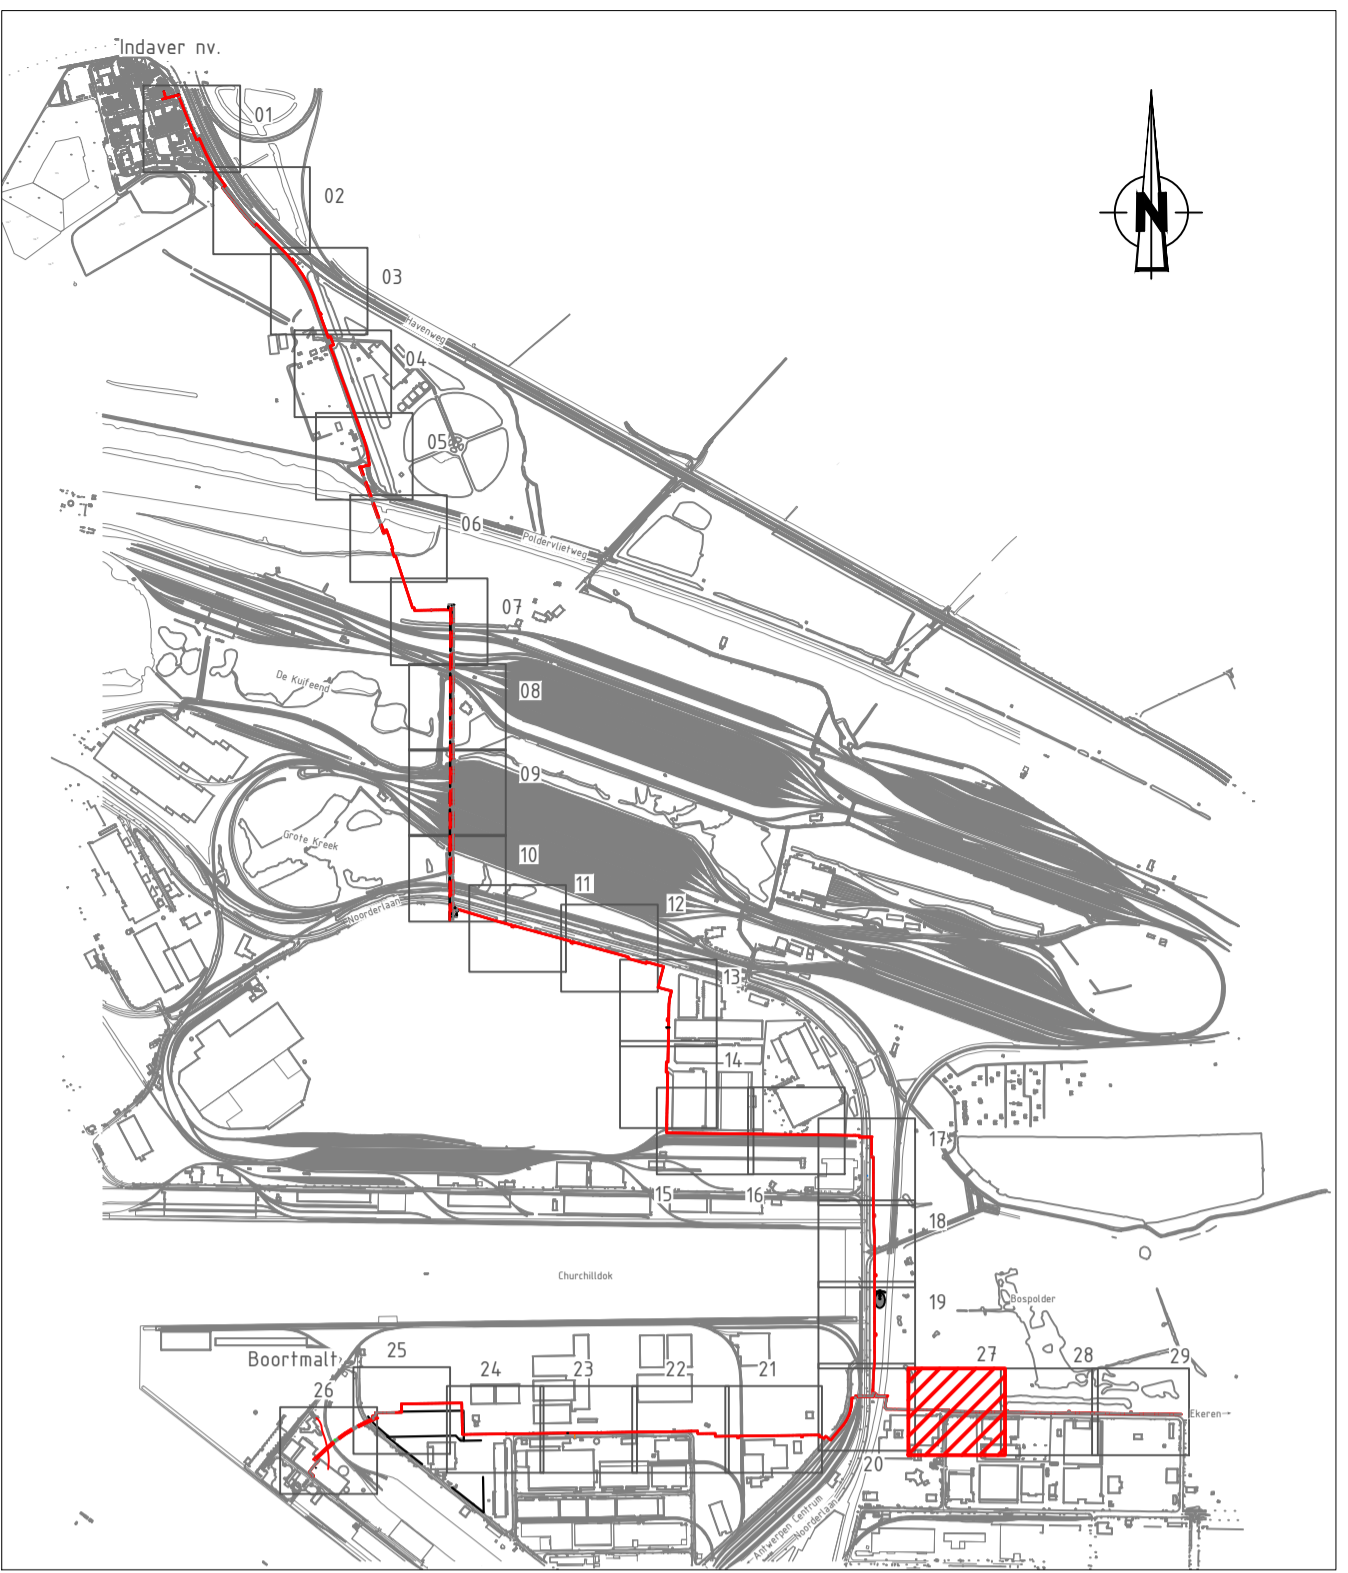 Indaver nv.
01
N
02
03
Havenweg
04
05
06
Poldervlietweg
07
De Kuifeend
08
09
Grote Kreek
10
11
12
Noorderlaan
13
14
17
15
16
18
Churchilldok
19
Bospolder
Boortmalt
25
24
23
22
21
27
28
29
26
Ekeren
20
Antwerpen Centrum
Noorderlaan